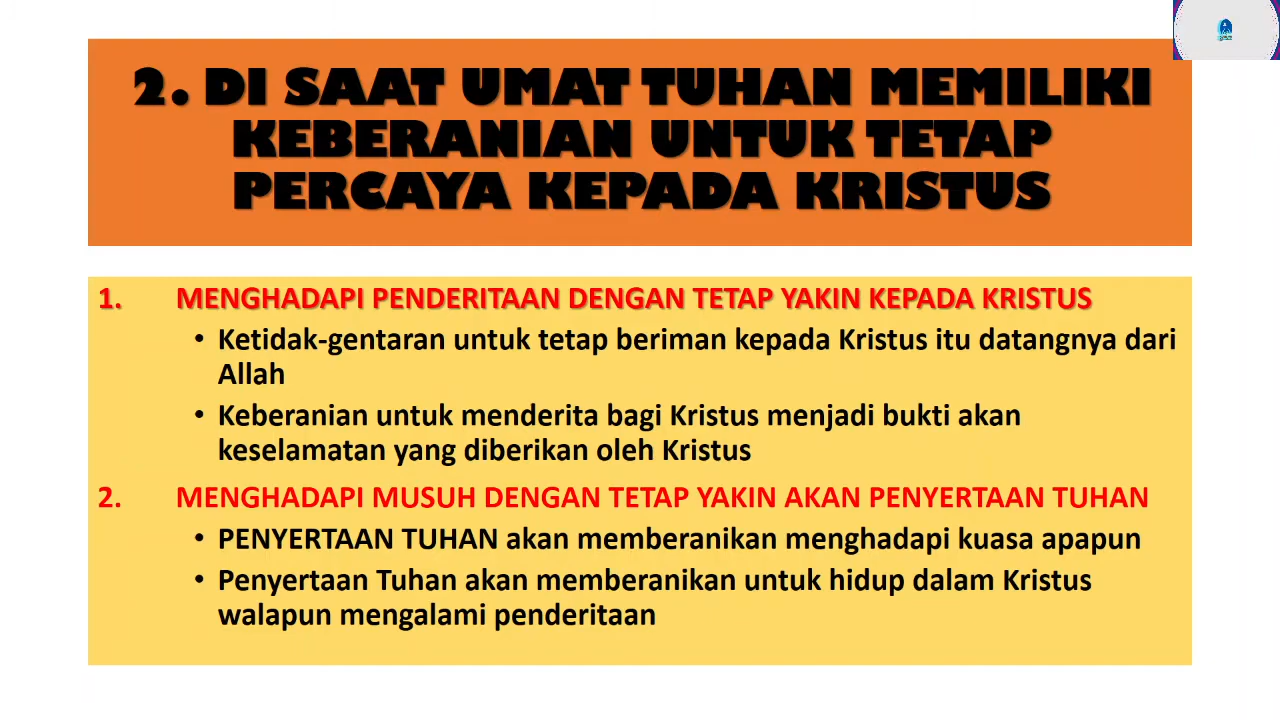 2. DI SAAT UMAT TUHAN MEMILIKI
KEBERANIAN UNTUK TETAP
PERCAYA KEPADA KRISTUS
1. MENGHADAPI PENDERITAAN DENGAN TETAP YAKIN KEPADA KRISTUS
• Ketidak-gentaran untuk tetap beriman kepada Kristus itu datangnya dari
Allah
• Keberanian untuk menderita bagi Kristus menjadi bukti akan
keselamatan yang diberikan oleh Kristus
2. MENGHADAPI MUSUH DENGAN TETAP YAKIN AKAN PENYERTAAN TUHAN
• PENYERTAAN TUHAN akan memberanikan menghadapi kuasa apapun
• Penyertaan Tuhan akan memberanikan untuk hidup dalam Kristus
walapun mengalami penderitaan